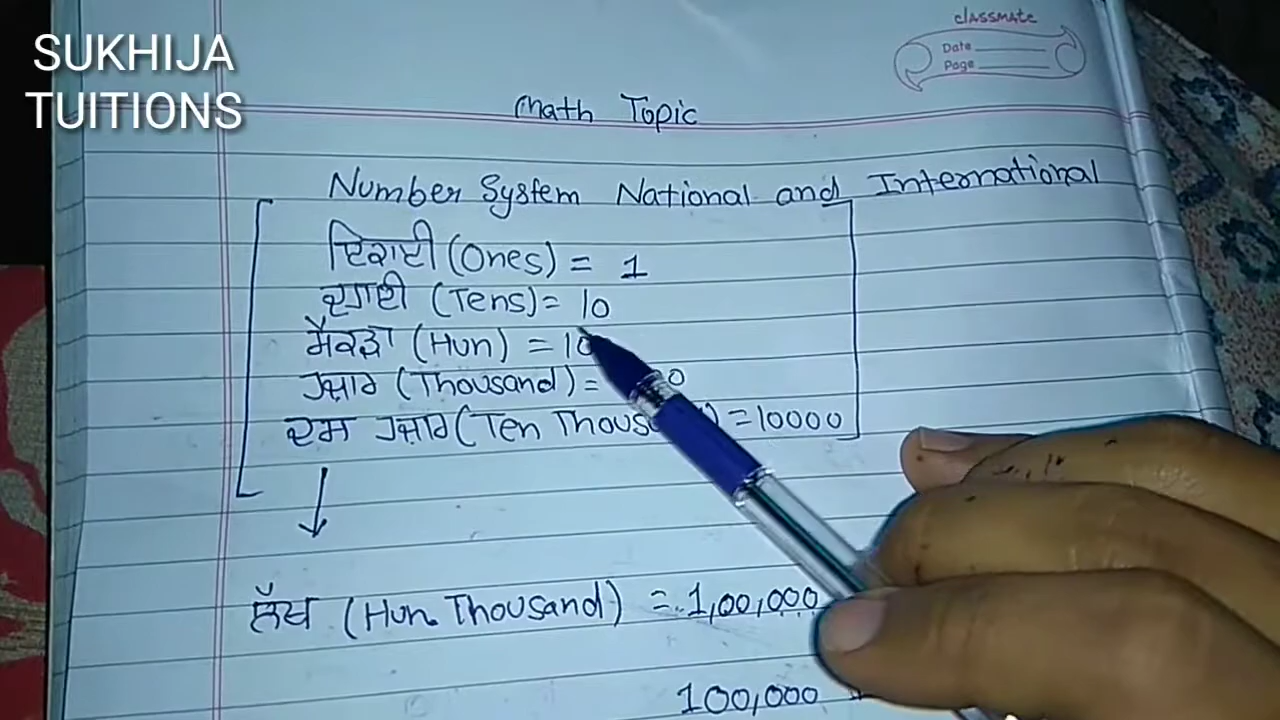 SUKHIJA
TUITIONS
classmate
Date
Page
Math Topic
Number System National and International
ਇਕਾਈ (Ones) = 1
ਦਹਾਈ (Tens) = 10
ਸੈਂਕੜਾ (Hun) = 10
ਹਜ਼ਾਰ (Thousand) =
ਦਸ ਹਜ਼ਾਰ (Ten = 10000
ਲੱਖ (Hun. Thousand) = 1,00,000
100,000